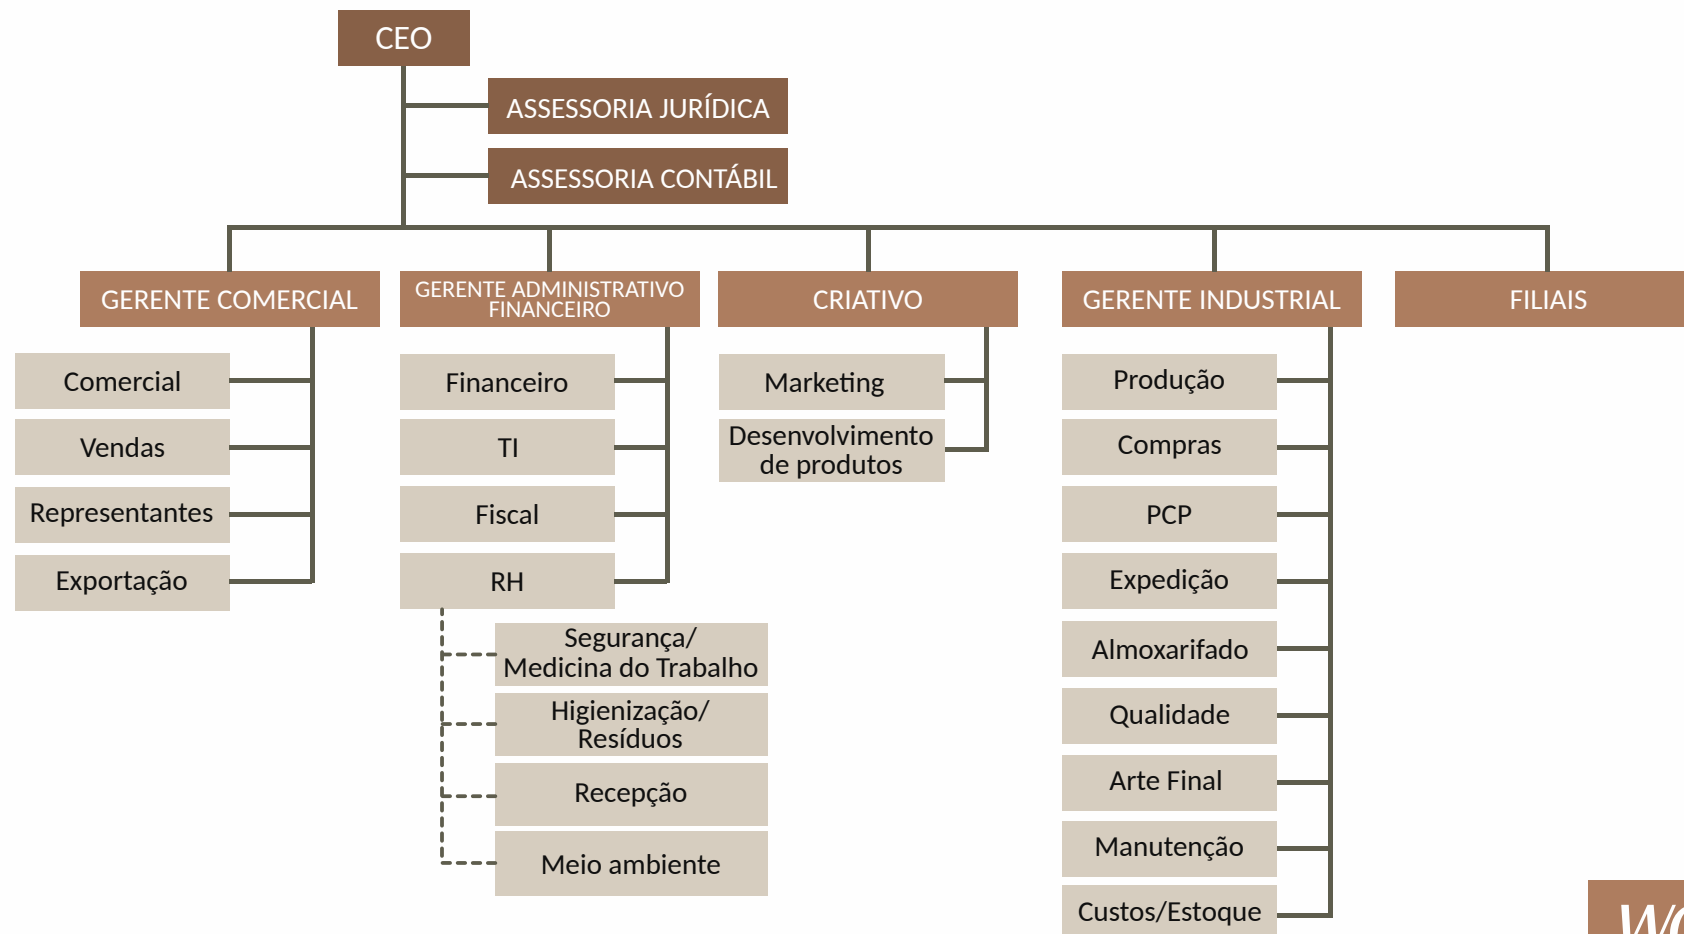 CEO
ASSESSORIA JURÍDICA
ASSESSORIA CONTÁBIL
GERENTE COMERCIAL
GERENTE ADMINISTRATIVO
FINANCEIRO
CRIATIVO
GERENTE INDUSTRIAL
FILIAIS
Comercial
Vendas
Representantes
Exportação
Financeiro
TI
Fiscal
RH
Segurança/
Medicina do Trabalho
Higienização/
Resíduos
Recepção
Meio ambiente
Marketing
Desenvolvimento
de produtos
Produção
Compras
PCP
Expedição
Almoxarifado
Qualidade
Arte Final
Manutenção
Custos/Estoque